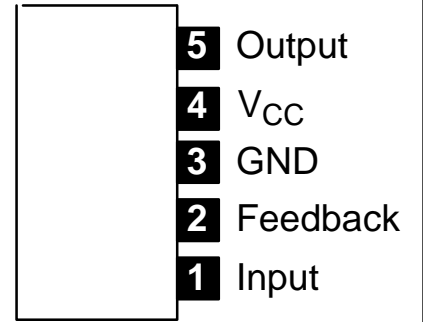 5 Output
4 VCC
3 GND
2 Feedback
1 Input